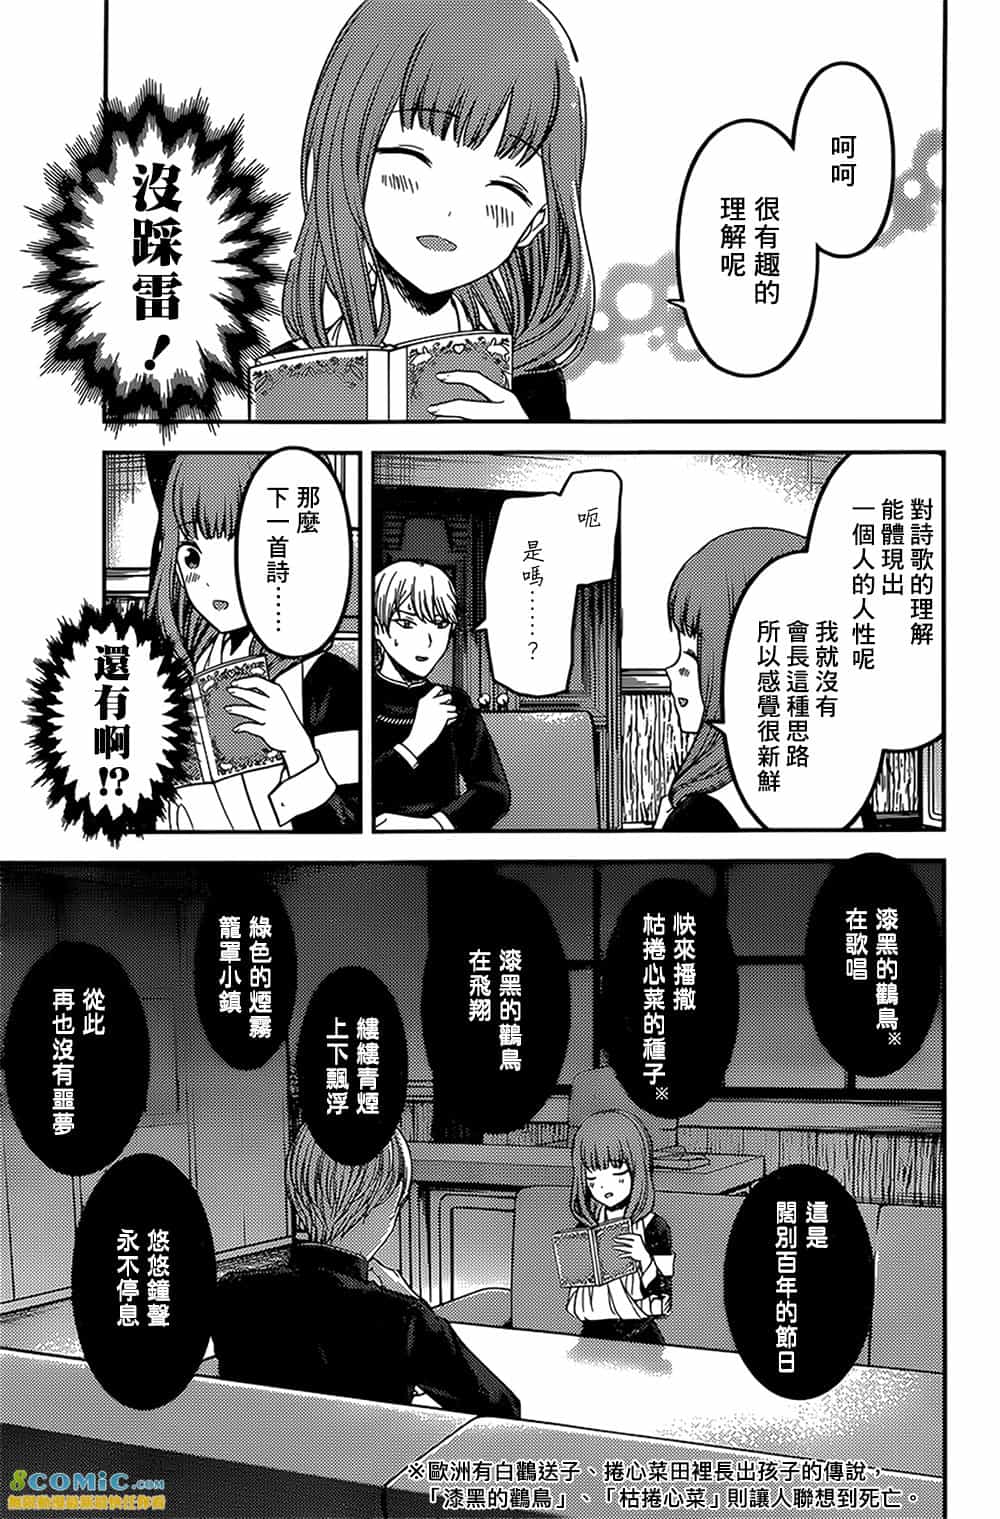 呵呵
很有趣的
理解呢
沒踩雷！
對詩歌的理解
能體現出
一個人的人性呢
我就沒有
會長這種思路
所以感覺很新鮮
呃
是嗎……？
那麼
下一首詩……
還有啊!?
漆黑的鸛鳥※
在歌唱
快來播撒
枯捲心菜的種子※
漆黑的鸛鳥
在飛翔
縷縷青煙
上下飄浮
綠色的煙霧
籠罩小鎮
從此
再也沒有噩夢
這是
闊別百年的節日
悠悠鐘聲
永不停息
※歐洲有白鸛送子、捲心菜田裡長出孩子的傳說，
「漆黑的鸛鳥」、「枯捲心菜」則讓人聯想到死亡。
8COMIC.COM